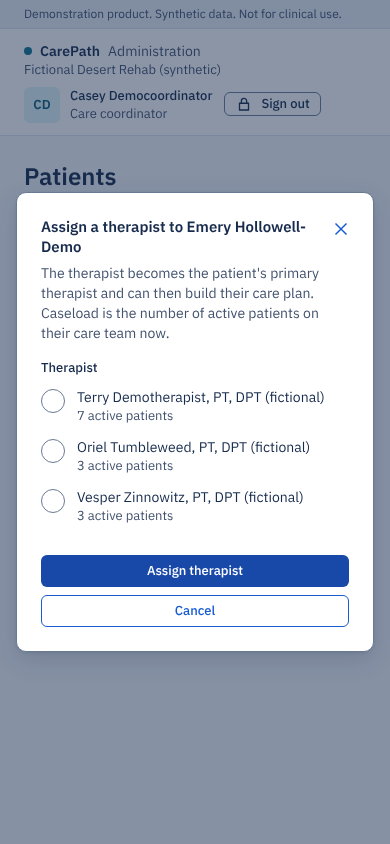 Demonstration product. Synthetic data. Not for clinical use.
CarePath Administration
Fictional Desert Rehab (synthetic)
CD
Casey Democoordinator
Care coordinator
Sign out
Patients
Assign a therapist to Emery Hollowell-
Demo
The therapist becomes the patient's primary
therapist and can then build their care plan.
Caseload is the number of active patients on
their care team now.
Therapist
Terry Demotherapist, PT, DPT (fictional)
7 active patients
Oriel Tumbleweed, PT, DPT (fictional)
3 active patients
Vesper Zinnowitz, PT, DPT (fictional)
3 active patients
Assign therapist
Cancel